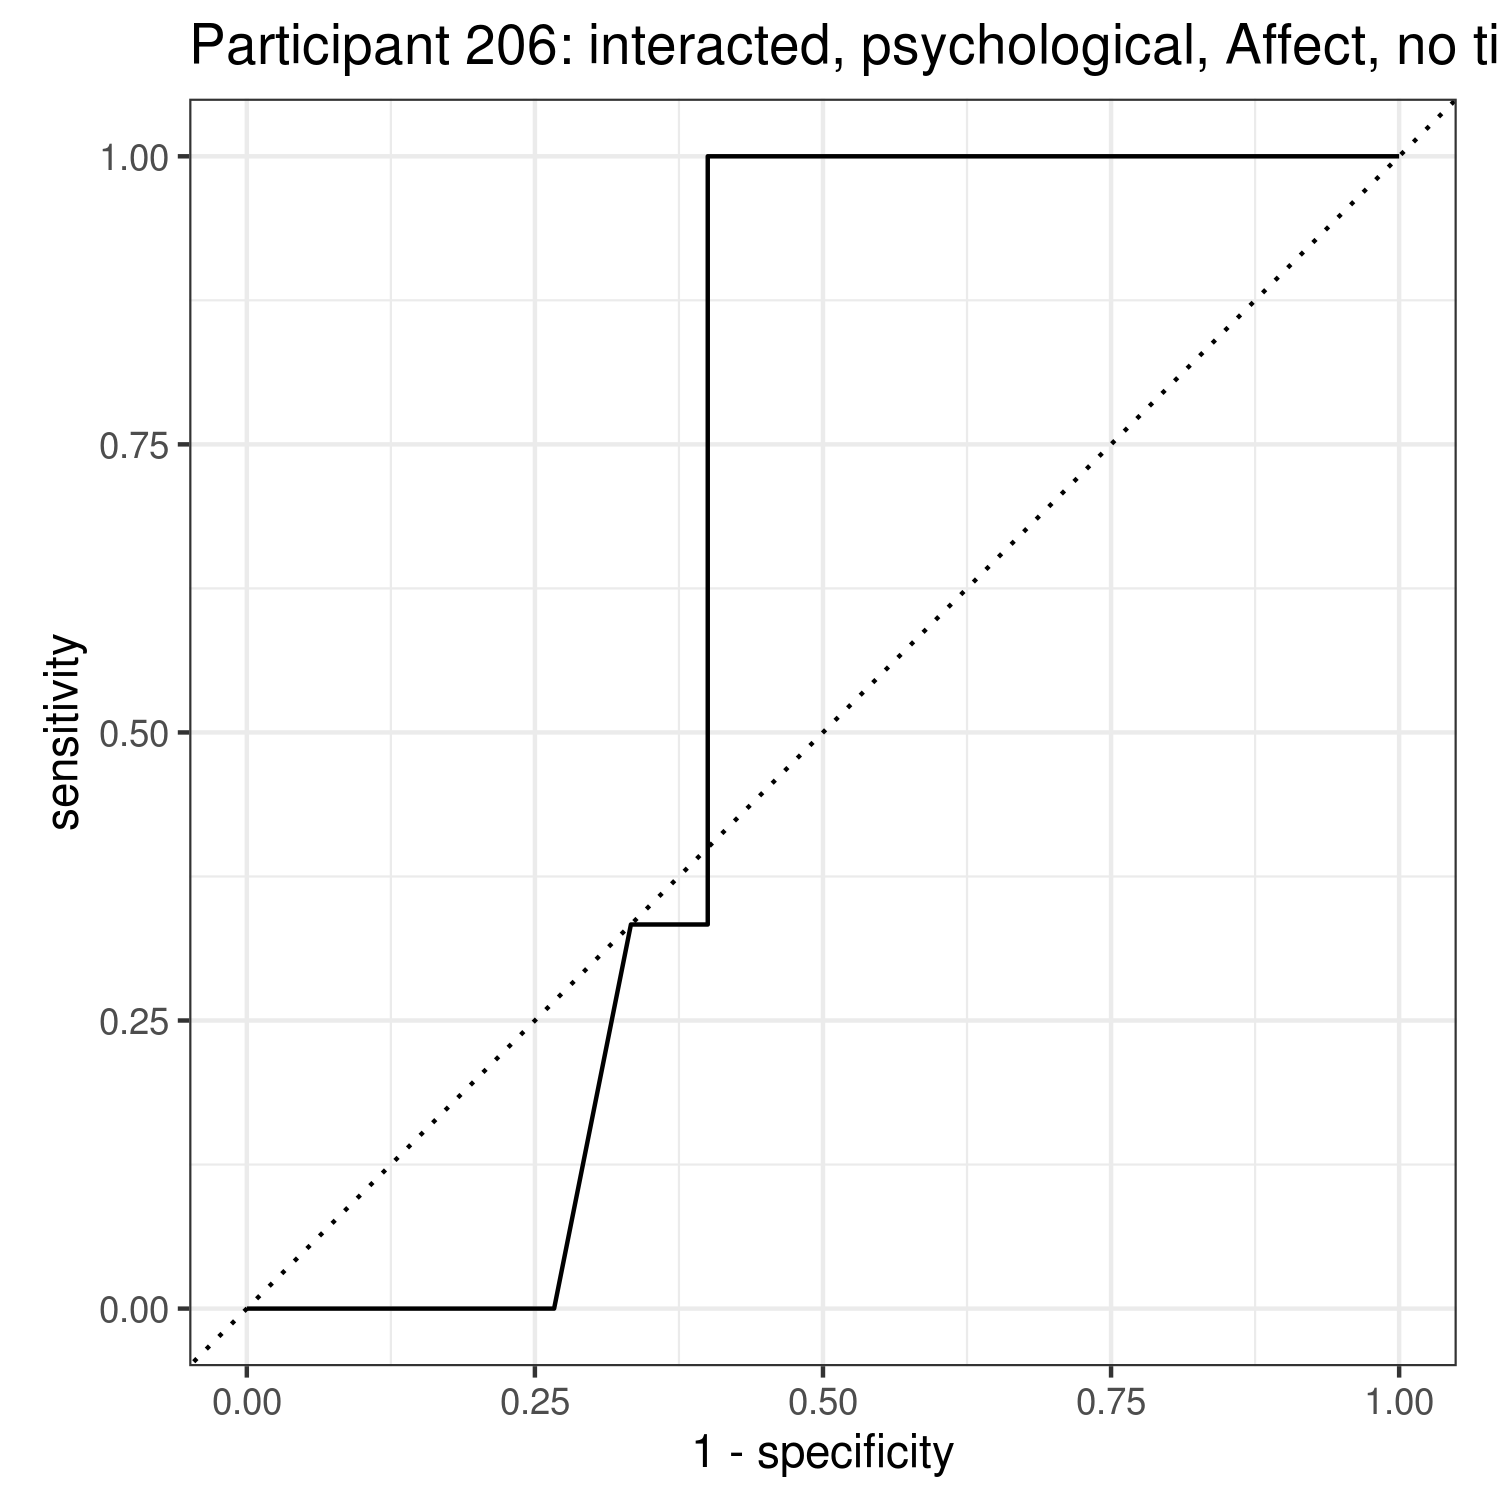 Participant 206: interacted, psychological, Affect, no ti
1.00
0.75
0.50
0.25
0.00
sensitivity
0.00 0.25 0.50 0.75 1.00
1 - specificity